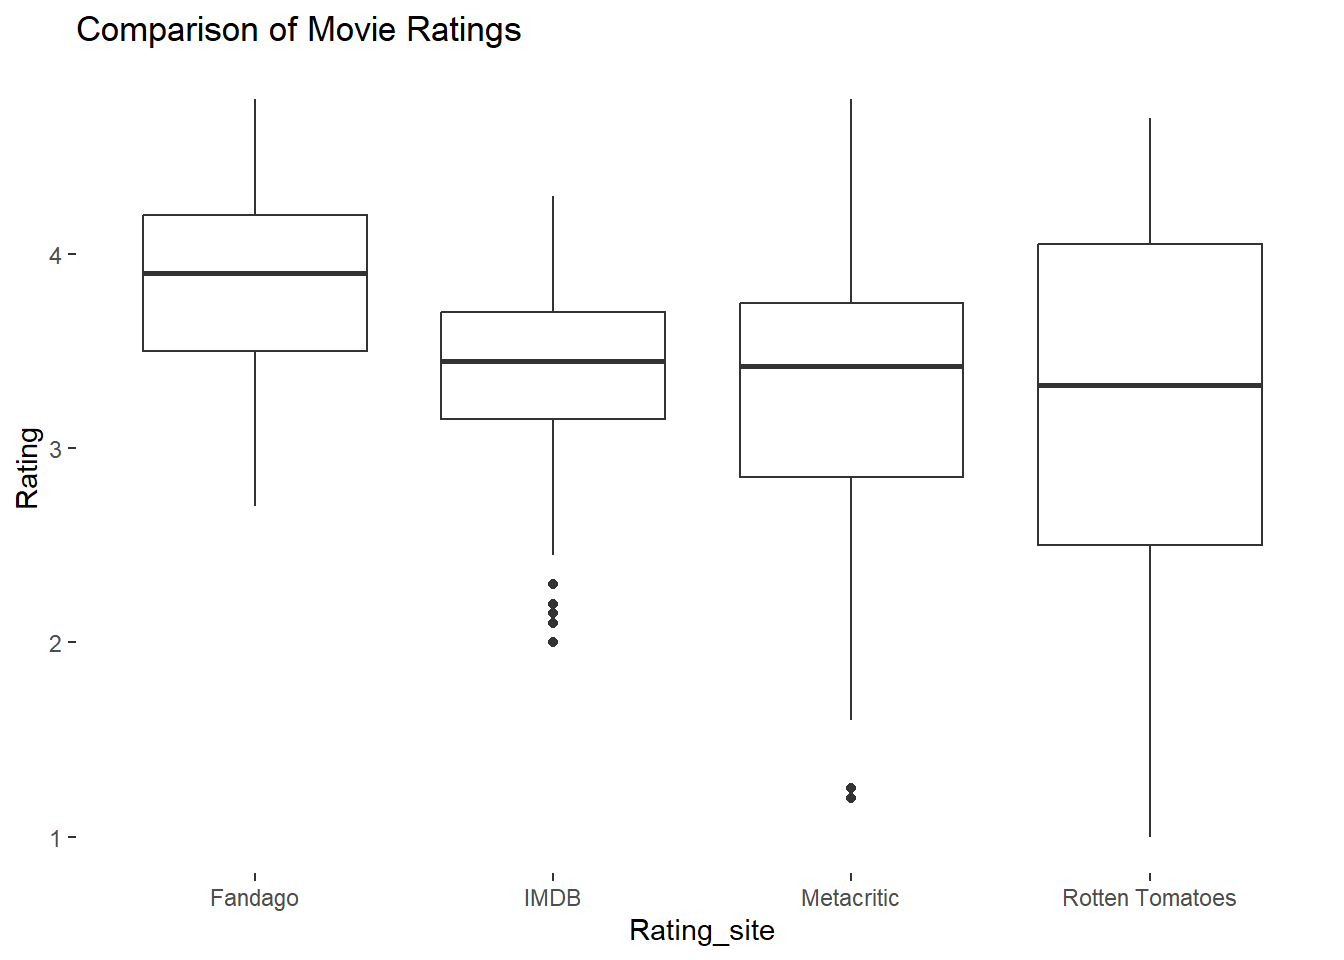 Comparison of Movie Ratings
Rating
4
3
2
1
Fandago IMDB Metacritic Rotten Tomatoes
Rating_site